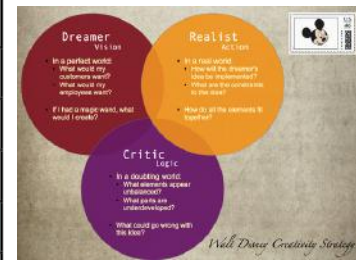 Dreamer
Vision
In a perfect world:
What would my
customers want?
What would my
employees want?
If I had a magic wand, what
would I create?
Realist
Action
In a real world:
How will the dreamer's
idea be implemented?
What are the constraints
to the idea?
How do all the elements fit
together?
Critic
Logic
In a doubting world:
What elements appear
unbalanced?
What parts are
underdeveloped?
What could go wrong with
this idea?
Walt Disney Creativity Strategy